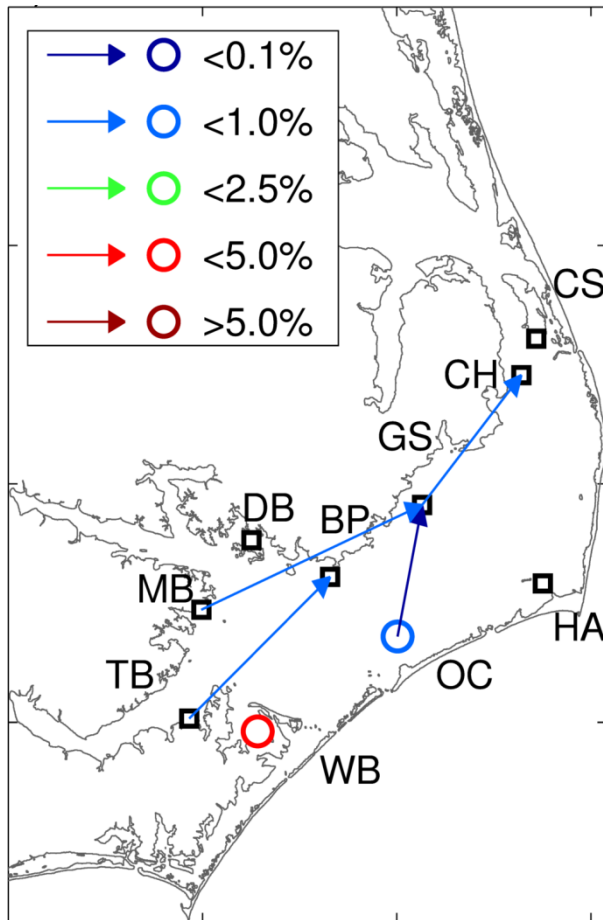 <0.1%
<1.0%
<2.5%
<5.0%
>5.0%
CS
CH
GS
DB
BP
MB
HA
TB
OC
WB